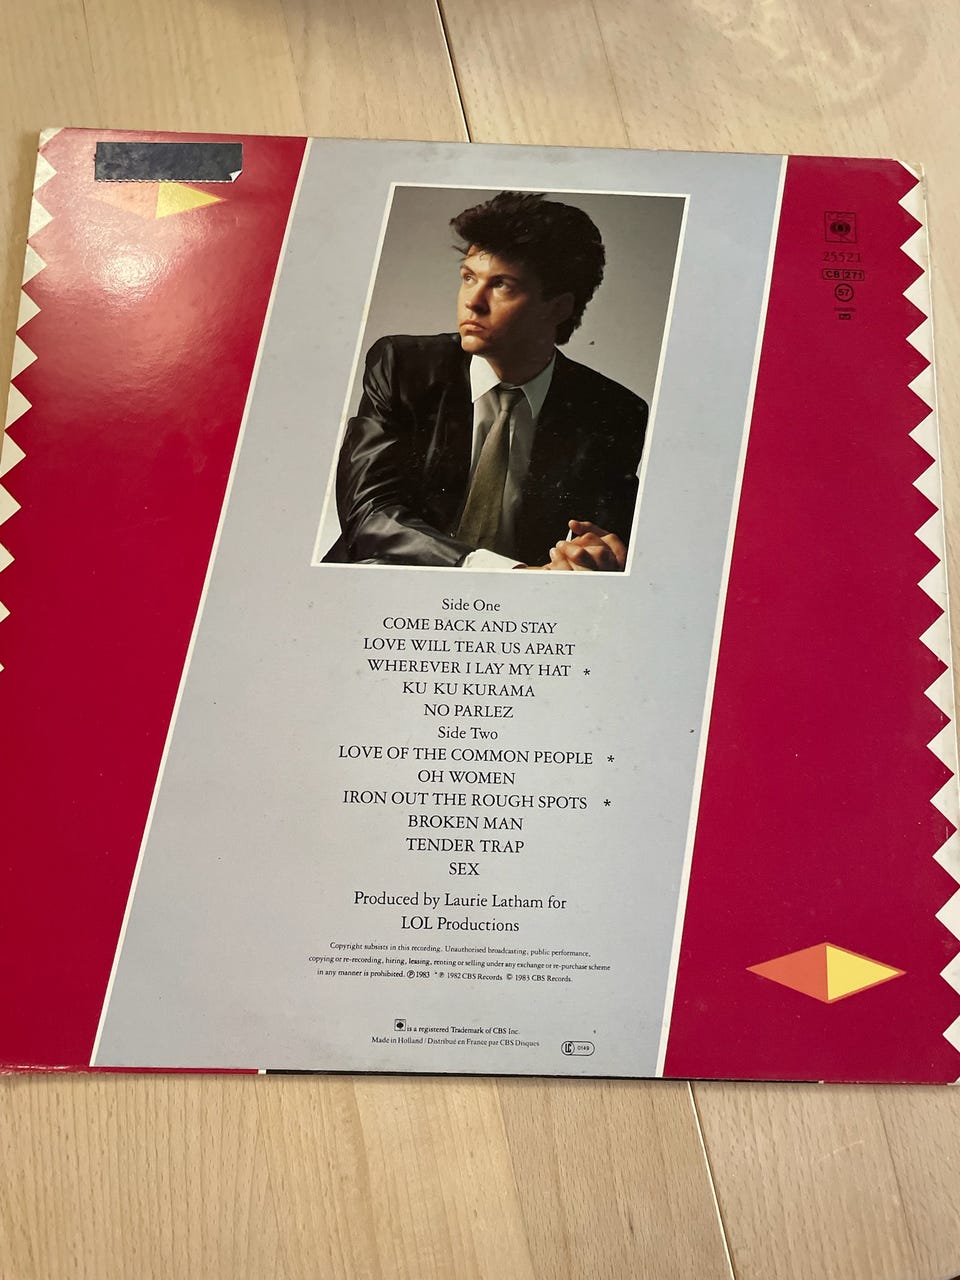 CBS
25521
CB 271
57
Side One
COME BACK AND STAY
LOVE WILL TEAR US APART
WHEREVER I LAY MY HAT *
KU KU KURAMA
NO PARLEZ
Side Two
LOVE OF THE COMMON PEOPLE *
OH WOMEN
IRON OUT THE ROUGH SPOTS *
BROKEN MAN
TENDER TRAP
SEX
Produced by Laurie Latham for
LOL Productions
Copyright subsists in this recording. Unauthorised broadcasting, public performance,
copying or re-recording, hiring, leasing, renting or selling under any exchange or re-purchase scheme
in any manner is prohibited. ℗ 1983 *℗ 1982 CBS Records © 1983 CBS Records.
is a registered Trademark of CBS Inc.
Made in Holland / Distribué en France par CBS Disques
LC 0149